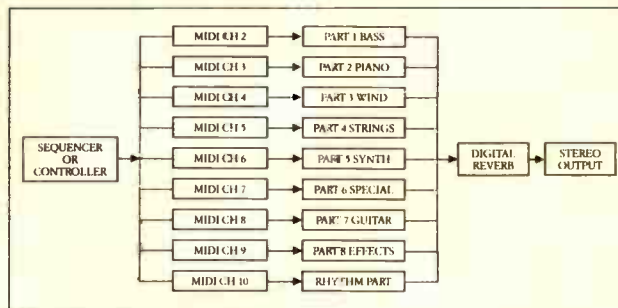 MIDI CH 2
PART 1 BASS
MIDI CH 3
PART 2 PIANO
MIDI CH 4
PART 3 WIND
MIDI CH 5
PART 4 STRINGS
SEQUENCER
OR
CONTROLLER
MIDI CH 6
PART 5 SYNTH
DIGITAL
REVERB
STEREO
OUTPUT
MIDI CH 7
PART 6 SPECIAL
MIDI CH 8
PART 7 GUITAR
MIDI CH 9
PART 8 EFFECTS
MIDI CH 10
RHYTHM PART